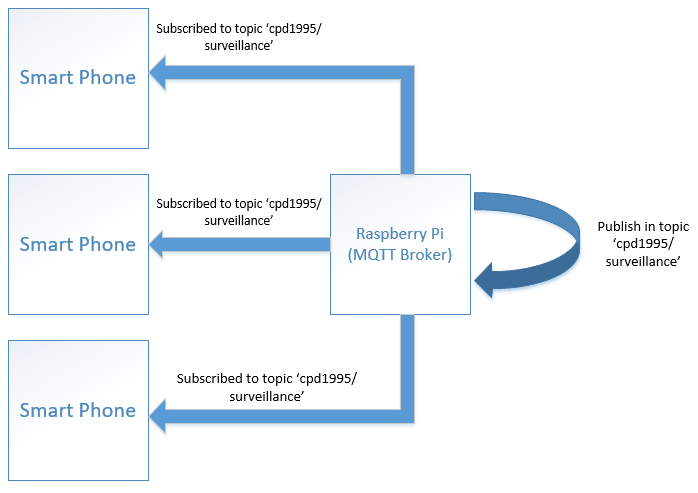 Subscribed to topic ‘cpd1995/
surveillance’
Smart Phone
Subscribed to topic ‘cpd1995/
surveillance’
Smart Phone
Raspberry Pi
(MQTT Broker)
Publish in topic
‘cpd1995/
surveillance’
Subscribed to topic ‘cpd1995/
surveillance’
Smart Phone